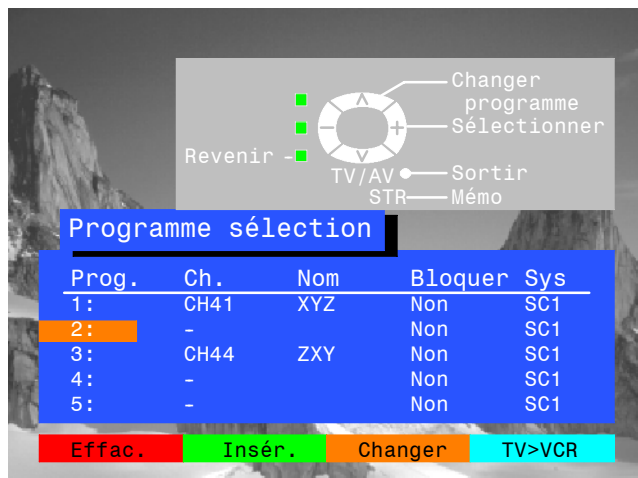 Changer
programme
Sélectionner
Revenir
TV/AV Sortir
STR Mémo
Programme sélection
Prog. Ch. Nom Bloquer Sys
1: CH41 XYZ Non SC1
2: - Non SC1
3: CH44 ZXY Non SC1
4: - Non SC1
5: - Non SC1
Effac. Insér. Changer TV>VCR